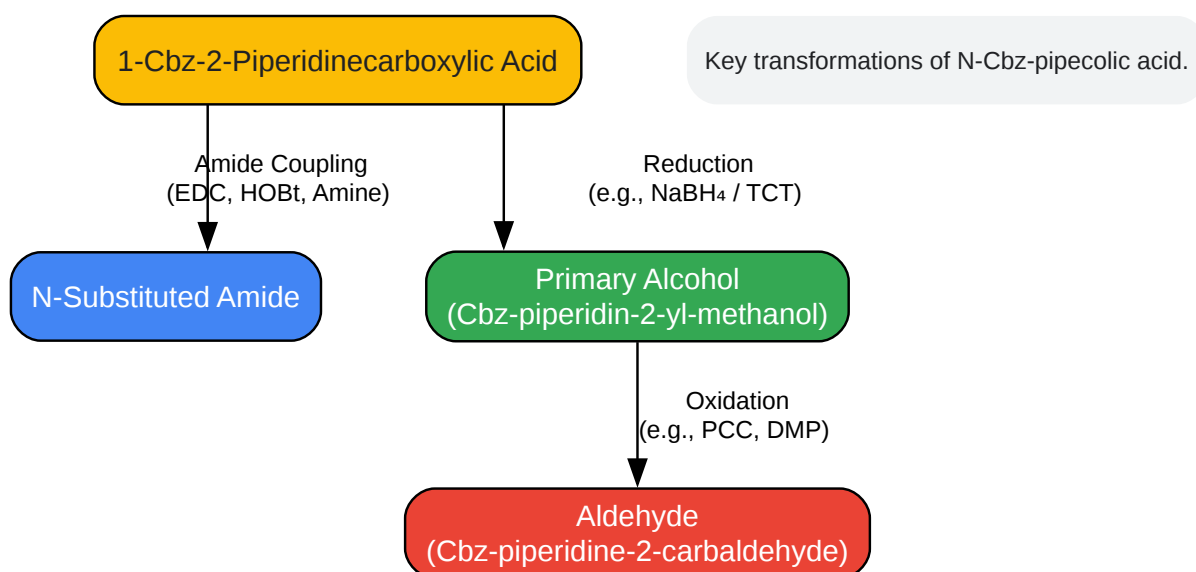 1-Cbz-2-Piperidinecarboxylic Acid
Key transformations of N-Cbz-pipecolic acid.
Amide Coupling
(EDC, HOBt, Amine)
Reduction
(e.g., NaBH₄ / TCT)
N-Substituted Amide
Primary Alcohol
(Cbz-piperidin-2-yl-methanol)
Oxidation
(e.g., PCC, DMP)
Aldehyde
(Cbz-piperidine-2-carbaldehyde)